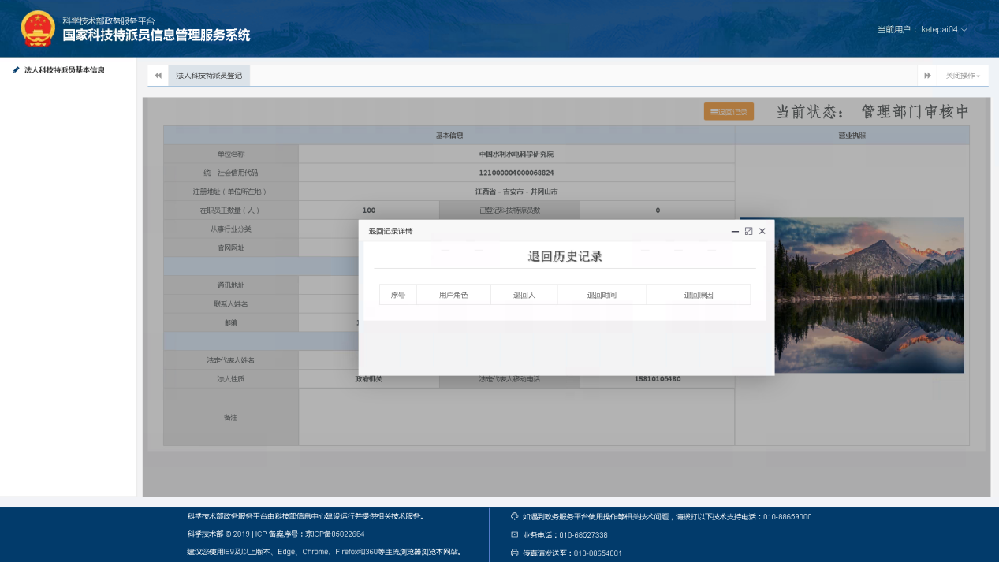 科学技术部政务服务平台
国家科技特派员信息管理服务系统
当前用户： ketepai04
法人科技特派员基本信息
法人科技特派员登记
关闭操作
退回记录 当前状态： 管理部门审核中
基本信息 营业执照
单位名称 中国水利水电科学研究院
统一社会信用代码 121000004000068824
注册地址（单位所在地） 江西省 - 吉安市 - 井冈山市
在职员工数量（人） 100 已登记科技特派员数 0
从事行业分类
官网网址
通讯地址
联系人姓名
邮编
法定代表人姓名
法人性质 政府机关 法定代表人移动电话 15810106480
备注
退回记录详情
退回历史记录
序号 用户角色 退回人 退回时间 退回原因
科学技术部政务服务平台由科技部信息中心建设运行并提供相关技术服务。
科学技术部 © 2019 | ICP 备案序号：京ICP备05022684
建议您使用IE9及以上版本、Edge、Chrome、Firefox和360等主流浏览器浏览本网站。
如遇到政务服务平台使用操作等相关技术问题，请拨打以下技术支持电话：010-88659000
业务电话：010-68527338
传真请发送至：010-88654001